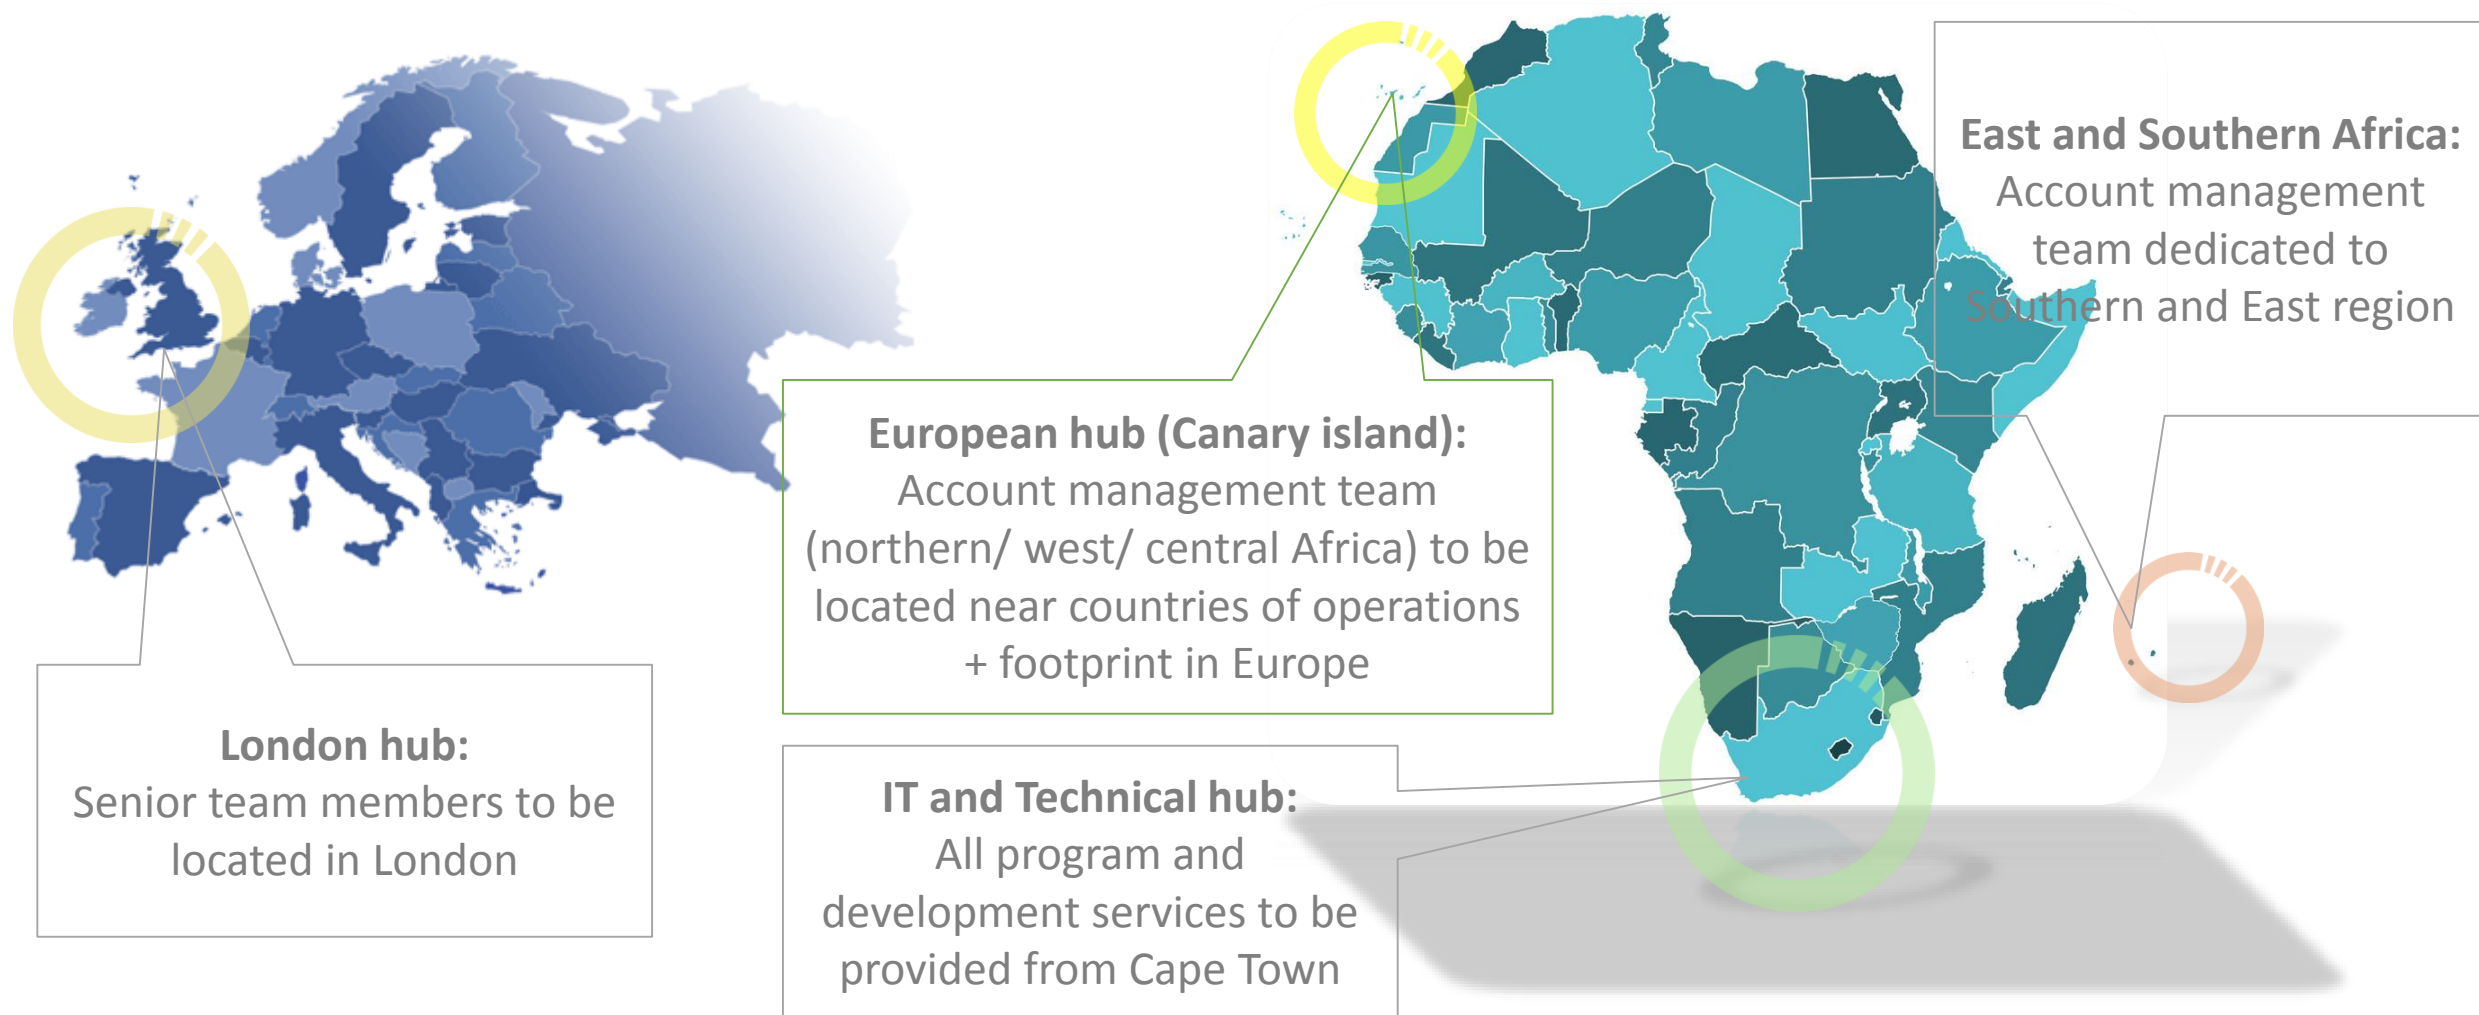 East and Southern Africa:
Account management
team dedicated to
Southern and East region
European hub (Canary island):
Account management team
(northern/ west/ central Africa) to be
located near countries of operations
+ footprint in Europe
London hub:
Senior team members to be
located in London
IT and Technical hub:
All program and
development services to be
provided from Cape Town